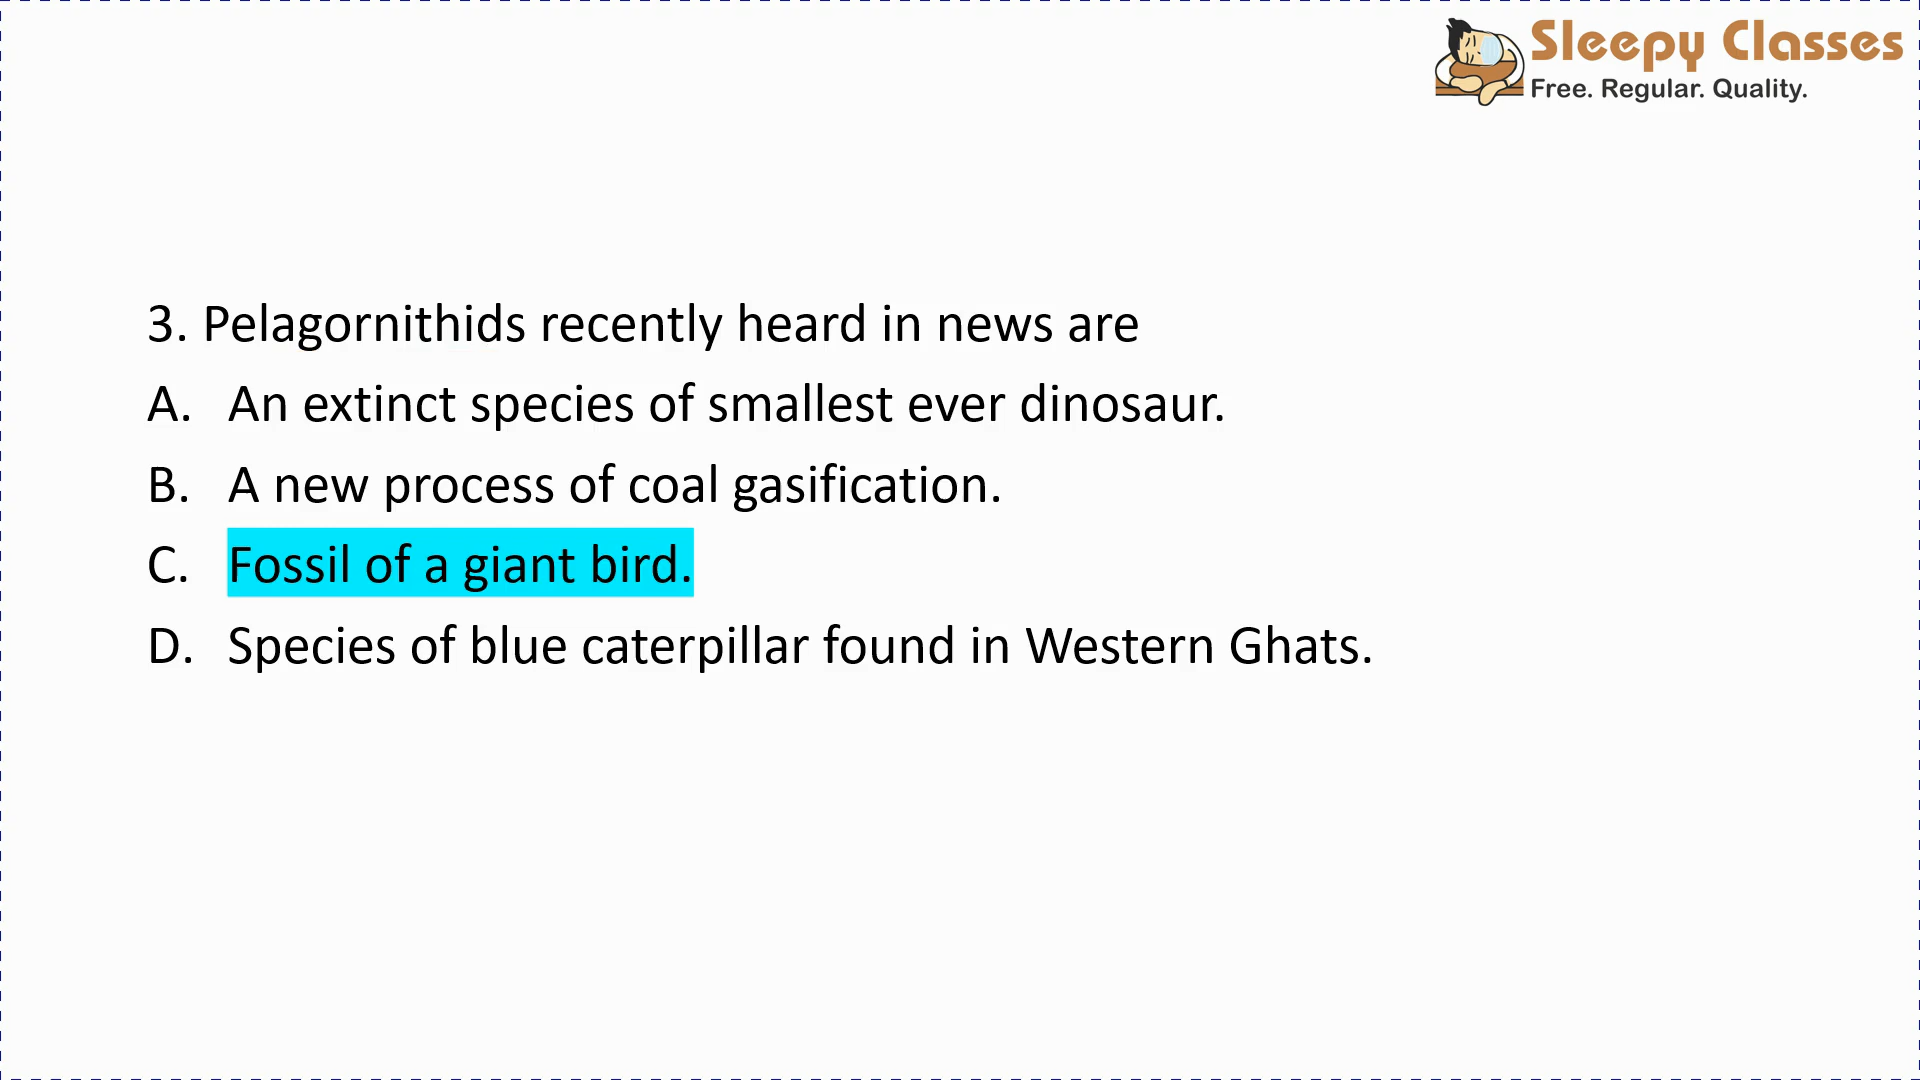 Sleepy Classes
Free. Regular. Quality.
3. Pelagornithids recently heard in news are
A. An extinct species of smallest ever dinosaur.
B. A new process of coal gasification.
C. Fossil of a giant bird.
D. Species of blue caterpillar found in Western Ghats.